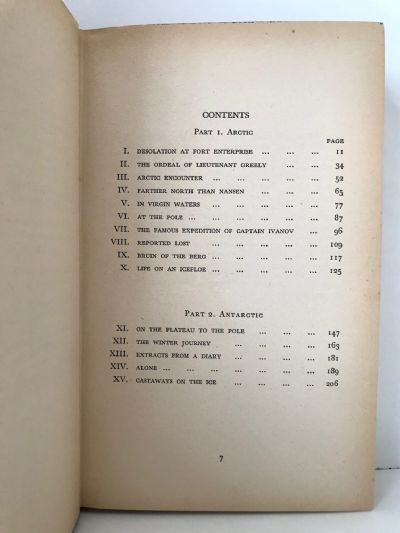 CONTENTS
Part 1. Arctic
PAGE
I. DESOLATION AT FORT ENTERPRISE ... ... ... 11
II. THE ORDEAL OF LIEUTENANT GREELY ... ... 34
III. ARCTIC ENCOUNTER ... ... ... ... 52
IV. FARTHER NORTH THAN NANSEN ... ... ... 65
V. IN VIRGIN WATERS ... ... ... ... 77
VI. AT THE POLE ... ... ... ... ... 87
VII. THE FAMOUS EXPEDITION OF CAPTAIN IVANOV ... 96
VIII. REPORTED LOST ... ... ... ... 109
IX. BRUIN OF THE BERG ... ... ... ... 117
X. LIFE ON AN ICEFLOE ... ... ... ... 125
Part 2. Antarctic
XI. ON THE PLATEAU TO THE POLE ... ... ... 147
XII. THE WINTER JOURNEY ... ... ... ... 163
XIII. EXTRACTS FROM A DIARY ... ... ... 181
XIV. ALONE ... ... ... ... ... ... 189
XV. CASTAWAYS ON THE ICE ... ... ... ... 206
7